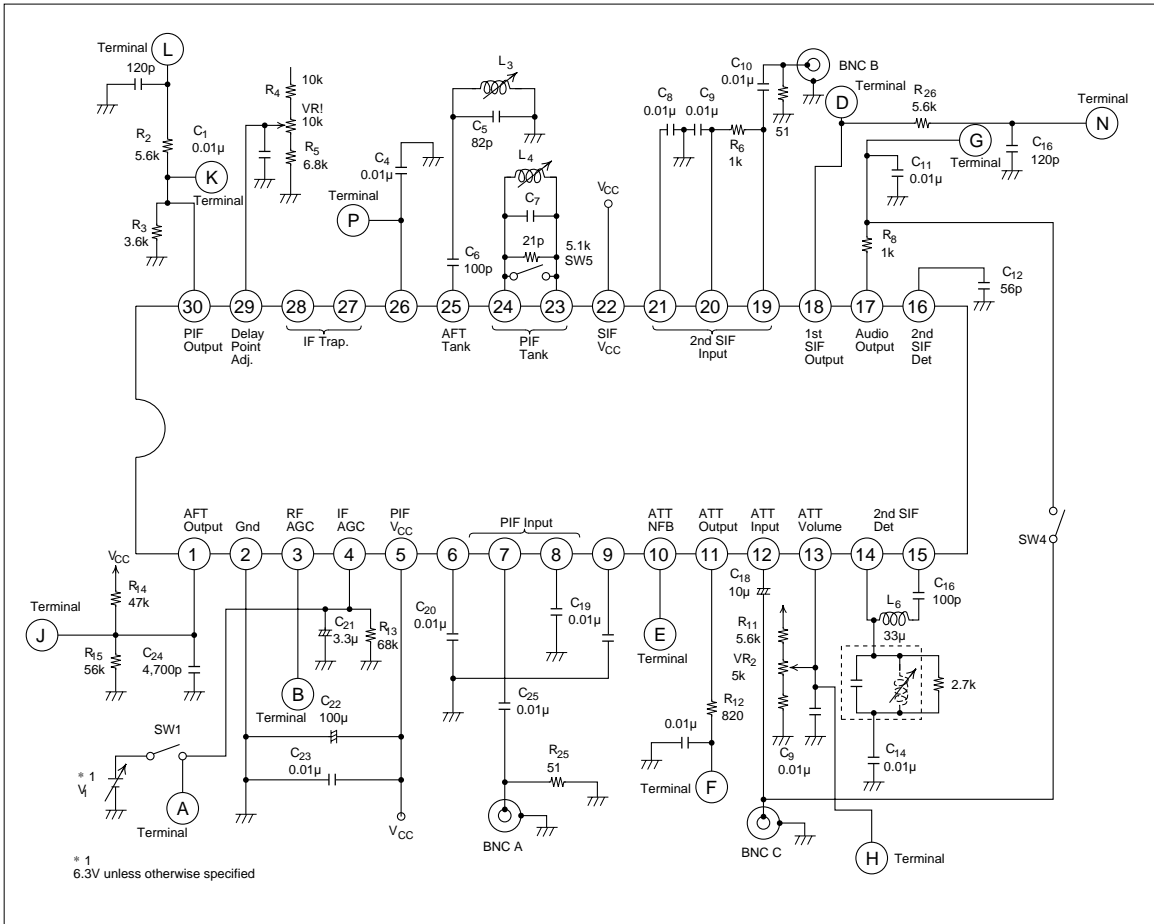 Terminal L
120p
R2
5.6k
C1
0.01μ
K
Terminal
R3
3.6k
10k
R4
VR!
10k
R5
6.8k
C4
0.01μ
Terminal
P
L3
C5
82p
C6
100p
L4
C7
21p
5.1k
SW5
VCC
C8
0.01μ
C9
0.01μ
R6
1k
C10
0.01μ
51
BNC B
D
Terminal
R26
5.6k
Terminal
N
G
Terminal
C16
120p
C11
0.01μ
R8
1k
C12
56p
30 29 28 27 26 25 24 23 22 21 20 19 18 17 16
PIF
Output
Delay
Point
Adj.
IF Trap.
AFT
Tank
PIF
Tank
SIF
VCC
2nd SIF
Input
1st
SIF
Output
Audio
Output
2nd
SIF
Det
AFT
Output
Gnd
RF
AGC
IF
AGC
PIF
VCC
PIF Input
ATT
NFB
ATT
Output
ATT
Input
ATT
Volume
2nd SIF
Det
1 2 3 4 5 6 7 8 9 10 11 12 13 14 15
SW4
VCC
R14
47k
Terminal
J
R15
56k
C24
4,700p
C21
3.3μ
R13
68k
B
Terminal
C22
100μ
C23
0.01μ
VCC
SW1
* 1
V1
A
Terminal
C20
0.01μ
C19
0.01μ
C25
0.01μ
R25
51
BNC A
E
Terminal
R12
820
0.01μ
Terminal F
C18
10μ
R11
5.6k
VR2
5k
C9
0.01μ
BNC C
H Terminal
L6
33μ
C16
100p
2.7k
C14
0.01μ
* 1
6.3V unless otherwise specified